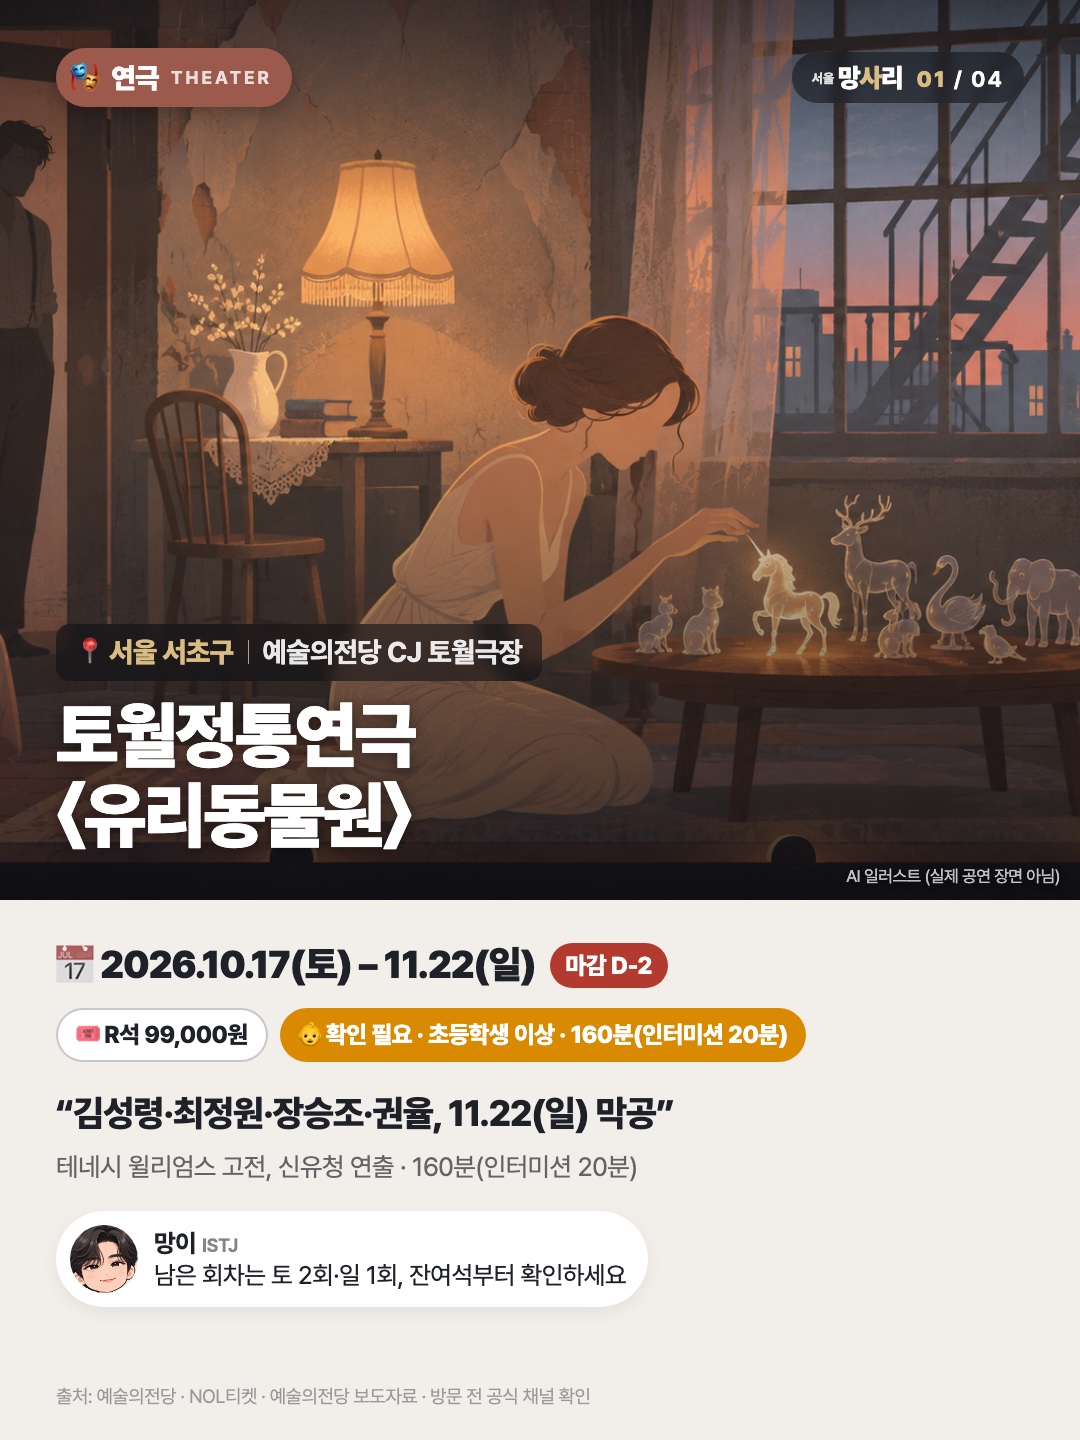 연극 THEATER
서울 망사리 01 / 04
서울 서초구 | 예술의전당 CJ 토월극장
토월정통연극
〈유리동물원〉
AI 일러스트 (실제 공연 장면 아님)
JUL 17 2026.10.17(토) – 11.22(일) 마감 D-2
R석 99,000원 확인 필요 · 초등학생 이상 · 160분(인터미션 20분)
“김성령·최정원·장승조·권율, 11.22(일) 막공”
테네시 윌리엄스 고전, 신유청 연출 · 160분(인터미션 20분)
망이 ISTJ
남은 회차는 토 2회·일 1회, 잔여석부터 확인하세요
출처: 예술의전당 · NOL티켓 · 예술의전당 보도자료 · 방문 전 공식 채널 확인